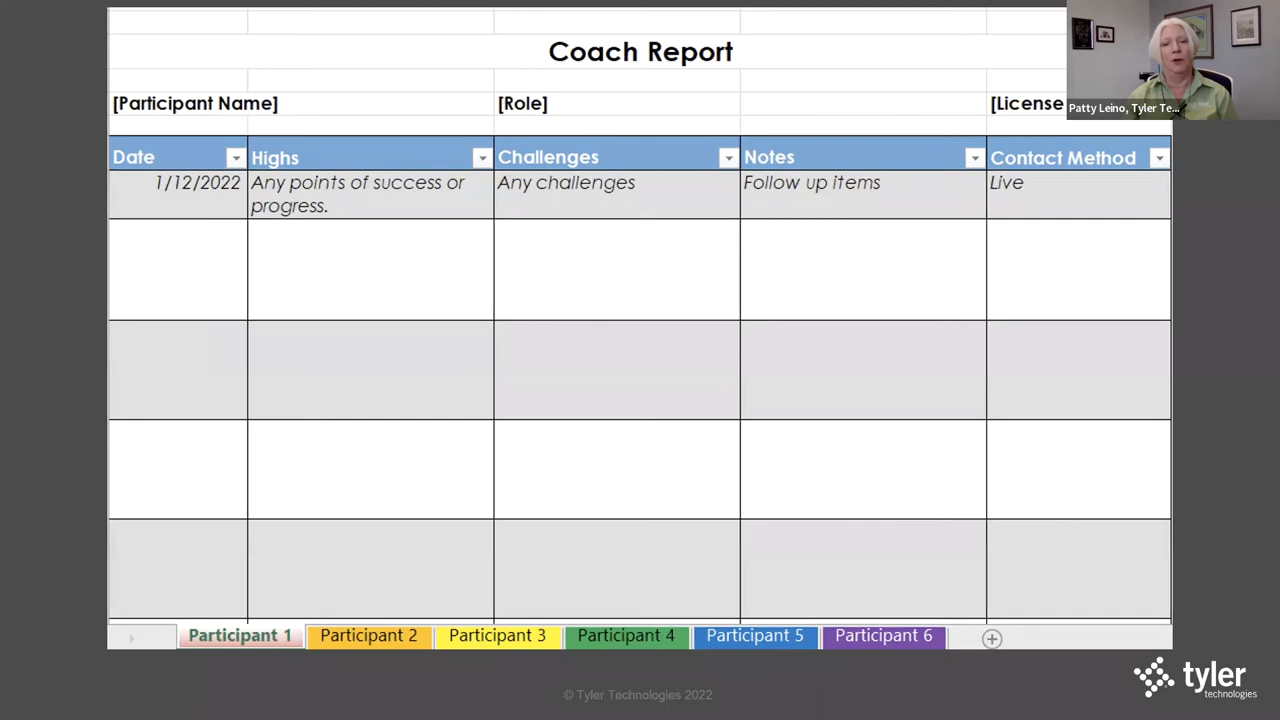 Coach Report
[Participant Name] [Role] [License
Patty Leino, Tyler Te...
Date Highs Challenges Notes Contact Method
1/12/2022 Any points of success or Any challenges Follow up items Live
progress.
Participant 1 Participant 2 Participant 3 Participant 4 Participant 5 Participant 6
© Tyler Technologies 2022
tyler
technologies